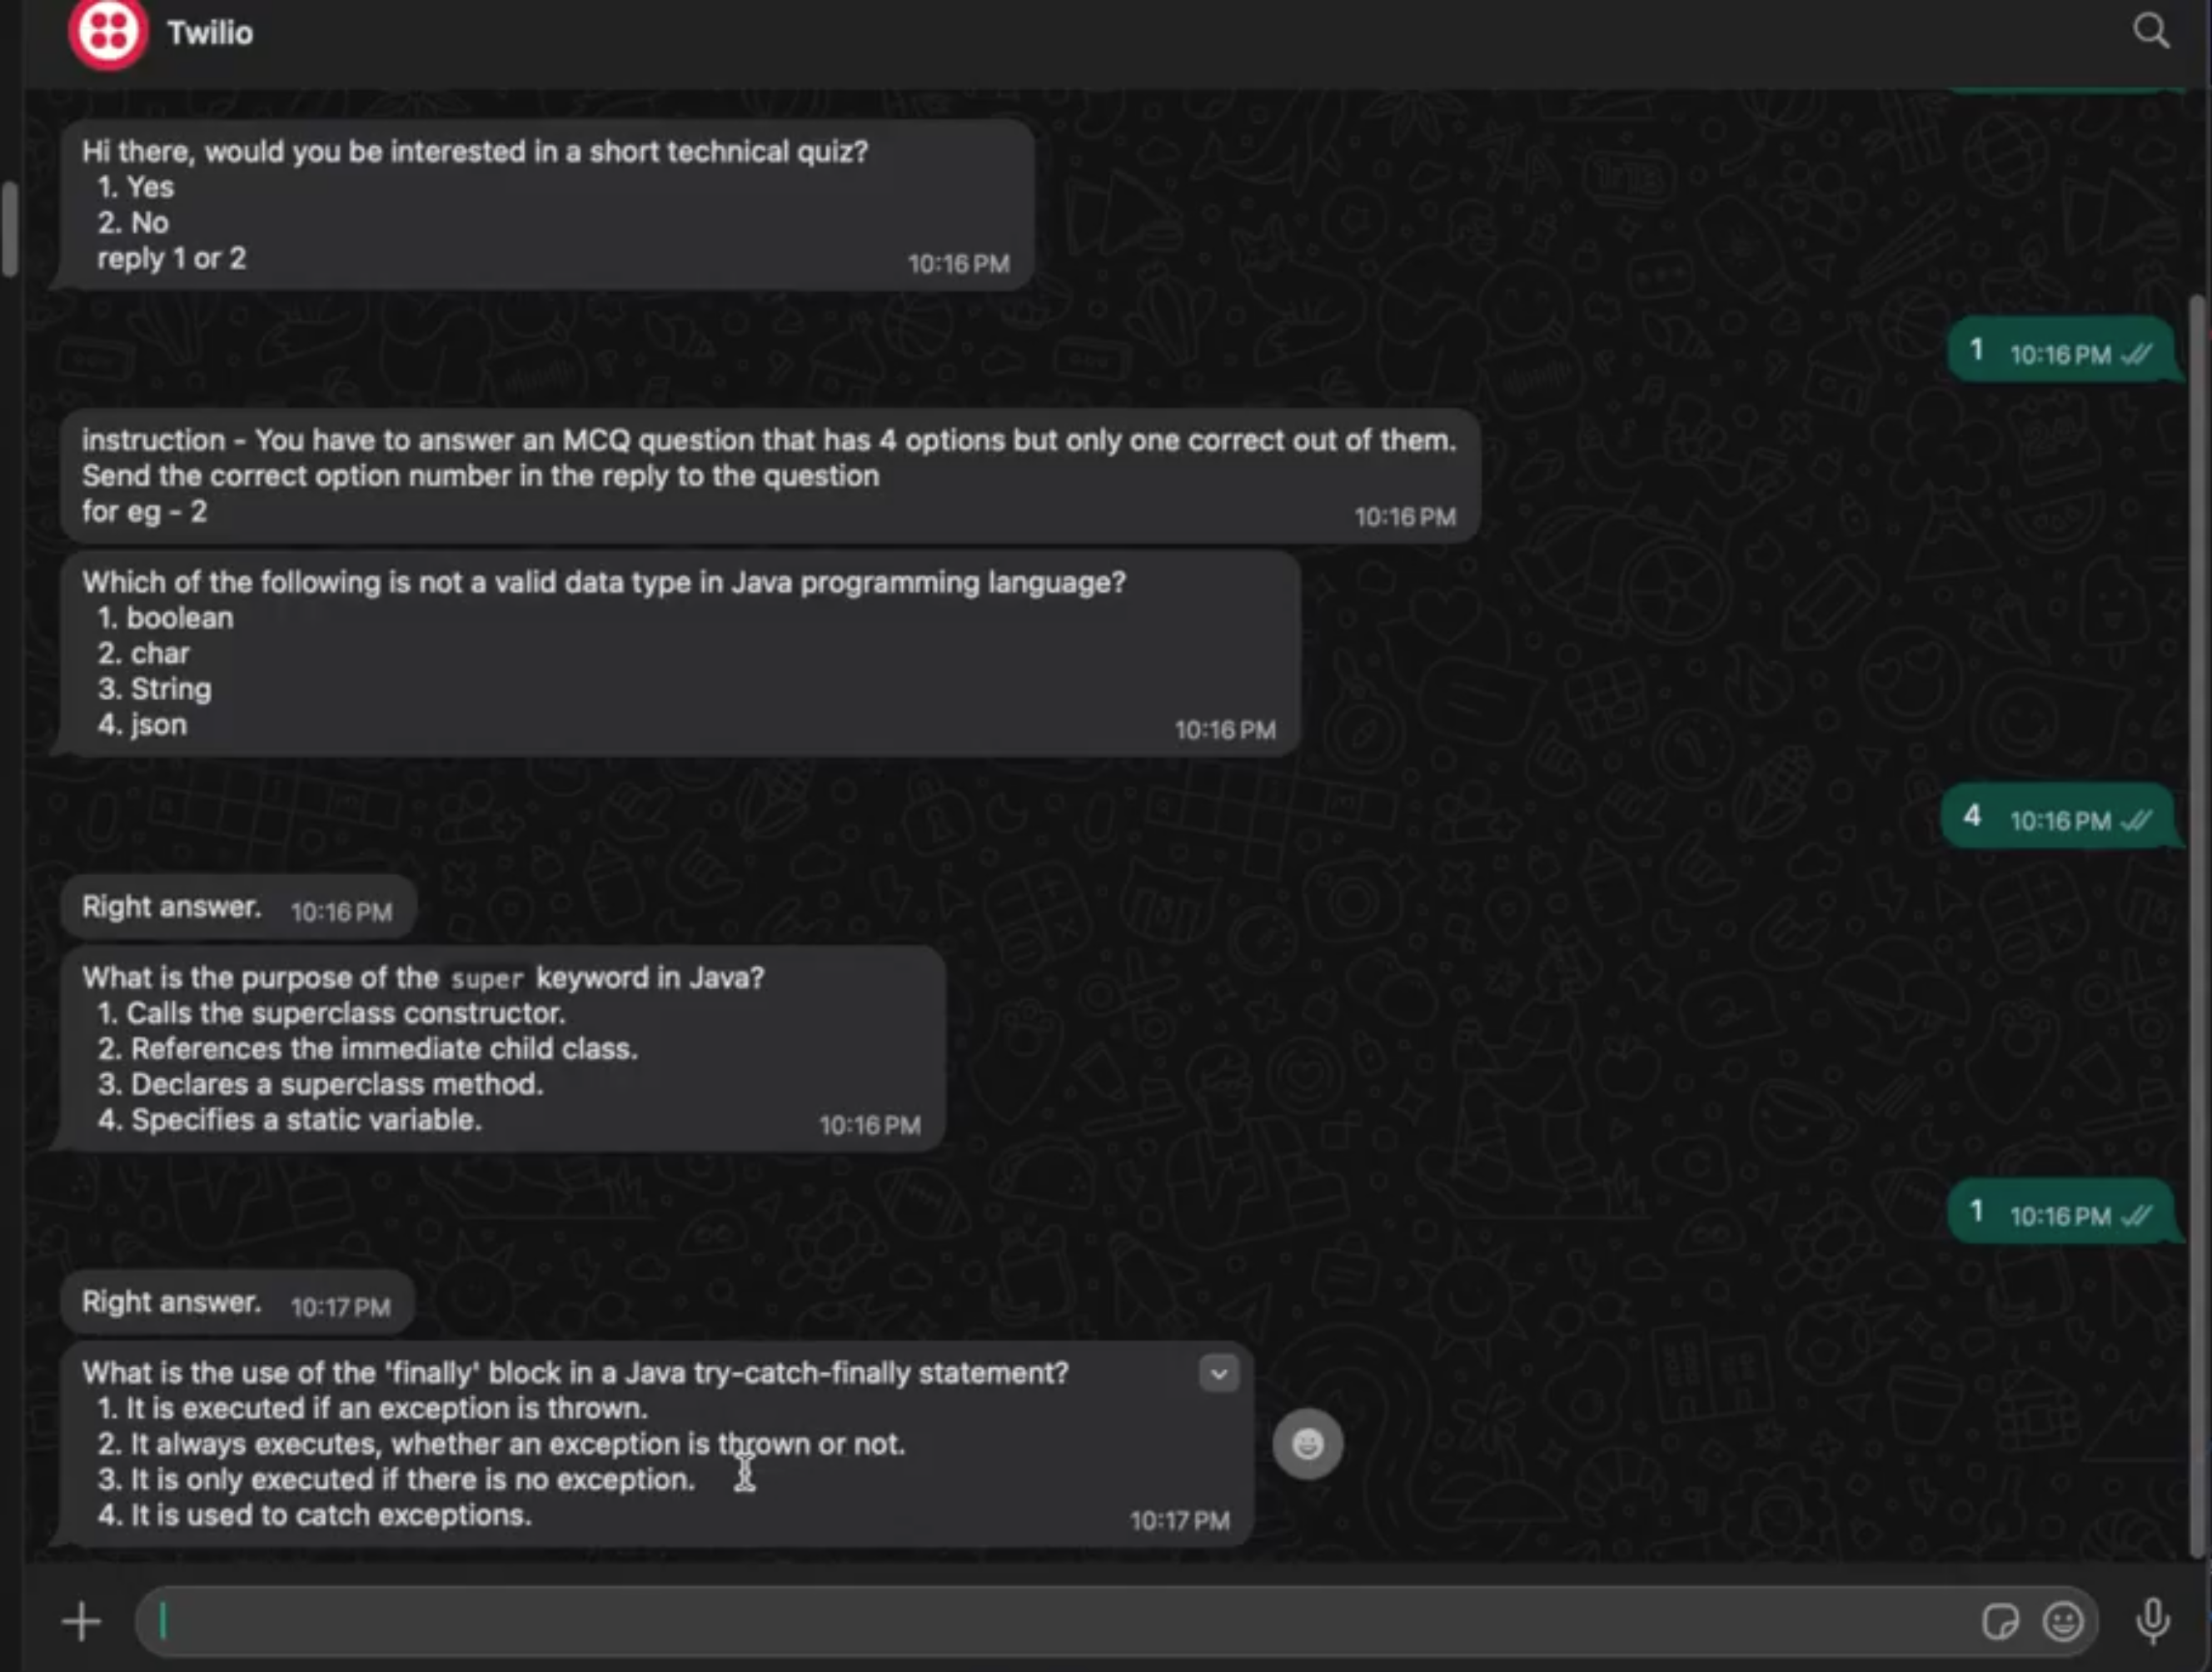 Twilio
Hi there, would you be interested in a short technical quiz?
1. Yes
2. No
reply 1 or 2
10:16 PM
1 10:16 PM
instruction - You have to answer an MCQ question that has 4 options but only one correct out of them.
Send the correct option number in the reply to the question
for eg - 2
10:16 PM
Which of the following is not a valid data type in Java programming language?
1. boolean
2. char
3. String
4. json
10:16 PM
4 10:16 PM
Right answer. 10:16 PM
What is the purpose of the super keyword in Java?
1. Calls the superclass constructor.
2. References the immediate child class.
3. Declares a superclass method.
4. Specifies a static variable.
10:16 PM
1 10:16 PM
Right answer. 10:17 PM
What is the use of the 'finally' block in a Java try-catch-finally statement?
1. It is executed if an exception is thrown.
2. It always executes, whether an exception is thrown or not.
3. It is only executed if there is no exception.
4. It is used to catch exceptions.
10:17 PM